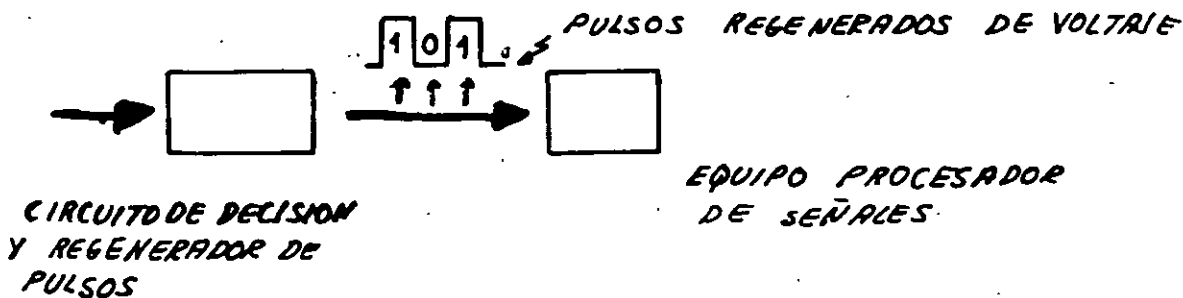 PULSOS REGENERADOS DE VOLTAJE
1 0 1
CIRCUITO DE DECISION
Y REGENERADOR DE
PULSOS
EQUIPO PROCESADOR
DE SEÑALES